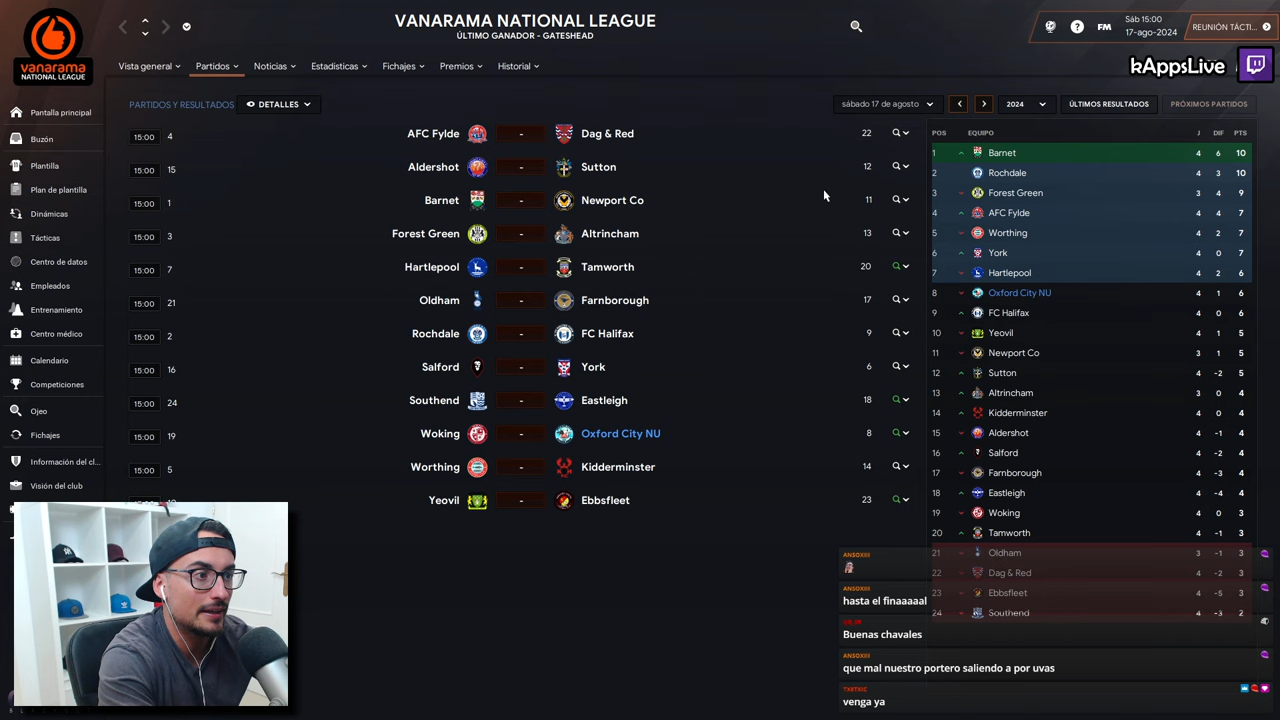 VANARAMA NATIONAL LEAGUE
ÚLTIMO GANADOR - GATESHEAD
Sáb 15:00
17-ago-2024
FM
REUNIÓN TÁCTI...
vanarama
NATIONAL LEAGUE
kAppsLive
Vista general Partidos Noticias Estadísticas Fichajes Premios Historial
PARTIDOS Y RESULTADOS DETALLES
sábado 17 de agosto 2024 ÚLTIMOS RESULTADOS PRÓXIMOS PARTIDOS
Pantalla principal
Buzón
Plantilla
Plan de plantilla
Dinámicas
Tácticas
Centro de datos
Empleados
Entrenamiento
Centro médico
Calendario
Competiciones
Ojeo
Fichajes
Información del cl...
Visión del club
15:00 4 AFC Fylde - Dag & Red 22
15:00 15 Aldershot - Sutton 12
15:00 1 Barnet - Newport Co 11
15:00 3 Forest Green - Altrincham 13
15:00 7 Hartlepool - Tamworth 20
15:00 21 Oldham - Farnborough 17
15:00 2 Rochdale - FC Halifax 9
15:00 16 Salford - York 6
15:00 24 Southend - Eastleigh 18
15:00 19 Woking - Oxford City NU 8
15:00 5 Worthing - Kidderminster 14
Yeovil - Ebbsfleet 23
POS EQUIPO J DIF PTS
1 Barnet 4 6 10
2 Rochdale 4 3 10
3 Forest Green 3 4 9
4 AFC Fylde 4 4 7
5 Worthing 4 2 7
6 York 4 0 7
7 Hartlepool 4 2 6
8 Oxford City NU 4 1 6
9 FC Halifax 4 0 6
10 Yeovil 4 1 5
11 Newport Co 3 1 5
12 Sutton 4 -2 5
13 Altrincham 3 0 4
14 Kidderminster 4 0 4
15 Aldershot 4 -1 4
16 Salford 4 -2 4
17 Farnborough 4 -3 4
18 Eastleigh 4 -4 4
19 Woking 4 0 3
20 Tamworth 4 -1 3
21 Oldham 3 -1 3
22 Dag & Red 4 -2 3
23 Ebbsfleet 4 -5 3
24 Southend 4 -3 2
ANSOXIII
ANSOXIII
hasta el finaaaaal
Buenas chavales
ANSOXIII
que mal nuestro portero saliendo a por uvas
TXETXIC
venga ya